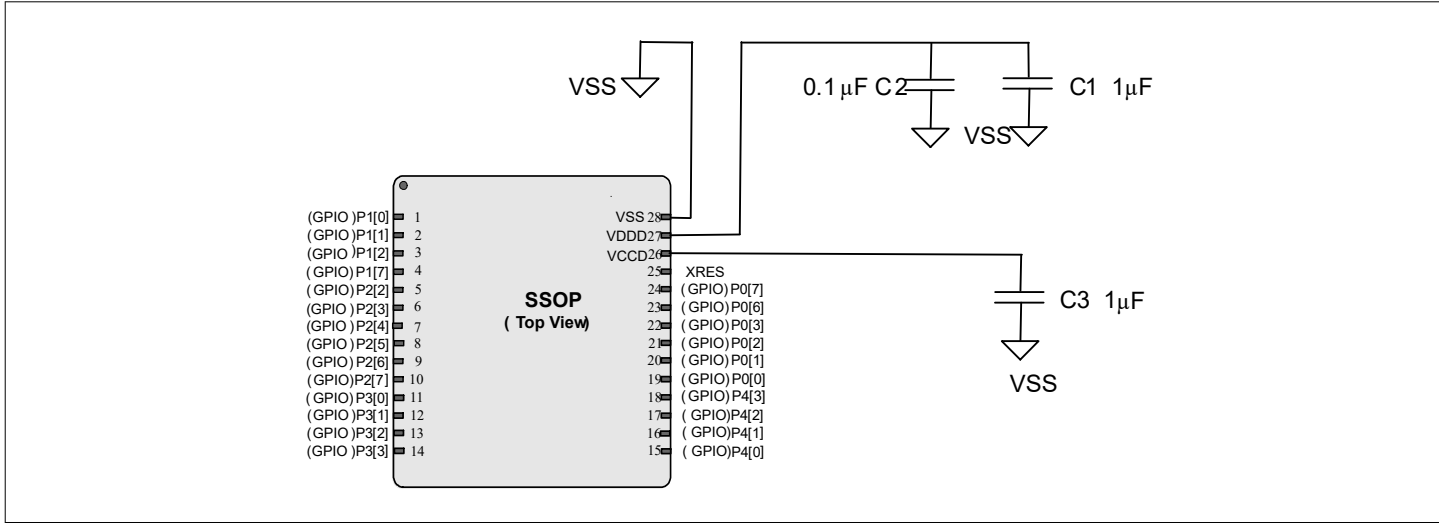 VSS
0.1 μF C2
C1 1μF
VSS
(GPIO )P1[0] 1
(GPIO )P1[1] 2
(GPIO )P1[2] 3
( GPIO)P1[7] 4
(GPIO )P2[2] 5
(GPIO )P2[3] 6
(GPIO )P2[4] 7
(GPIO )P2[5] 8
(GPIO )P2[6] 9
(GPIO)P2[7] 10
(GPIO )P3[0] 11
(GPIO )P3[1] 12
(GPIO )P3[2] 13
(GPIO )P3[3] 14
SSOP
( Top View)
VSS 28
VDDD27
VCCD26
25 XRES
24 (GPIO) P0[7]
23 (GPIO) P0[6]
22 (GPIO) P0[3]
21 (GPIO) P0[2]
20 (GPIO) P0[1]
19 (GPIO) P0[0]
18 (GPIO) P4[3]
17 ( GPIO)P4[2]
16 ( GPIO)P4[1]
15 ( GPIO)P4[0]
C3 1μF
VSS